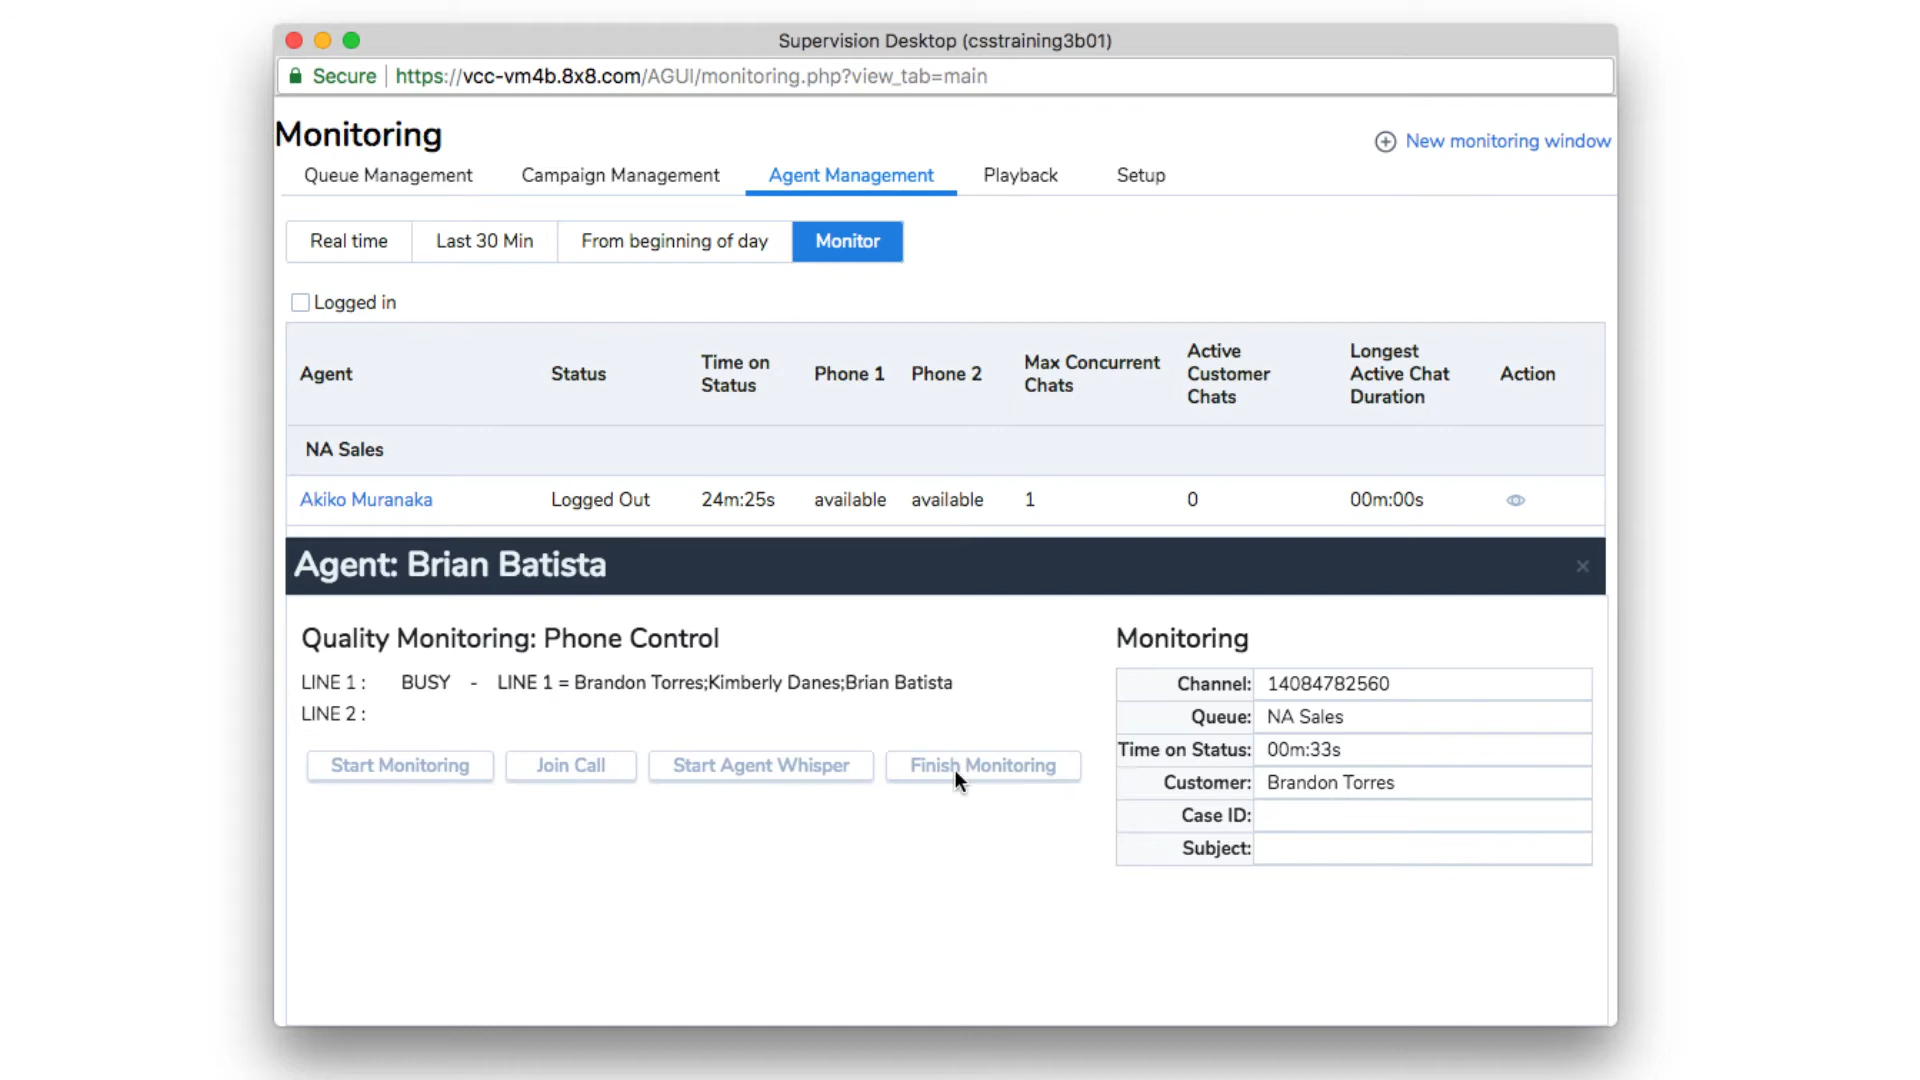 Supervision Desktop (csstraining3b01)
Secure https://vcc-vm4b.8x8.com/AGUI/monitoring.php?view_tab=main
Monitoring
New monitoring window
Queue Management Campaign Management Agent Management Playback Setup
Real time Last 30 Min From beginning of day Monitor
Logged in
Agent Status Time on Status Phone 1 Phone 2 Max Concurrent Chats Active Customer Chats Longest Active Chat Duration Action
NA Sales
Akiko Muranaka Logged Out 24m:25s available available 1 0 00m:00s
Agent: Brian Batista
Quality Monitoring: Phone Control
LINE 1 : BUSY - LINE 1 = Brandon Torres;Kimberly Danes;Brian Batista
LINE 2 :
Start Monitoring Join Call Start Agent Whisper Finish Monitoring
Monitoring
Channel: 14084782560
Queue: NA Sales
Time on Status: 00m:33s
Customer: Brandon Torres
Case ID:
Subject: